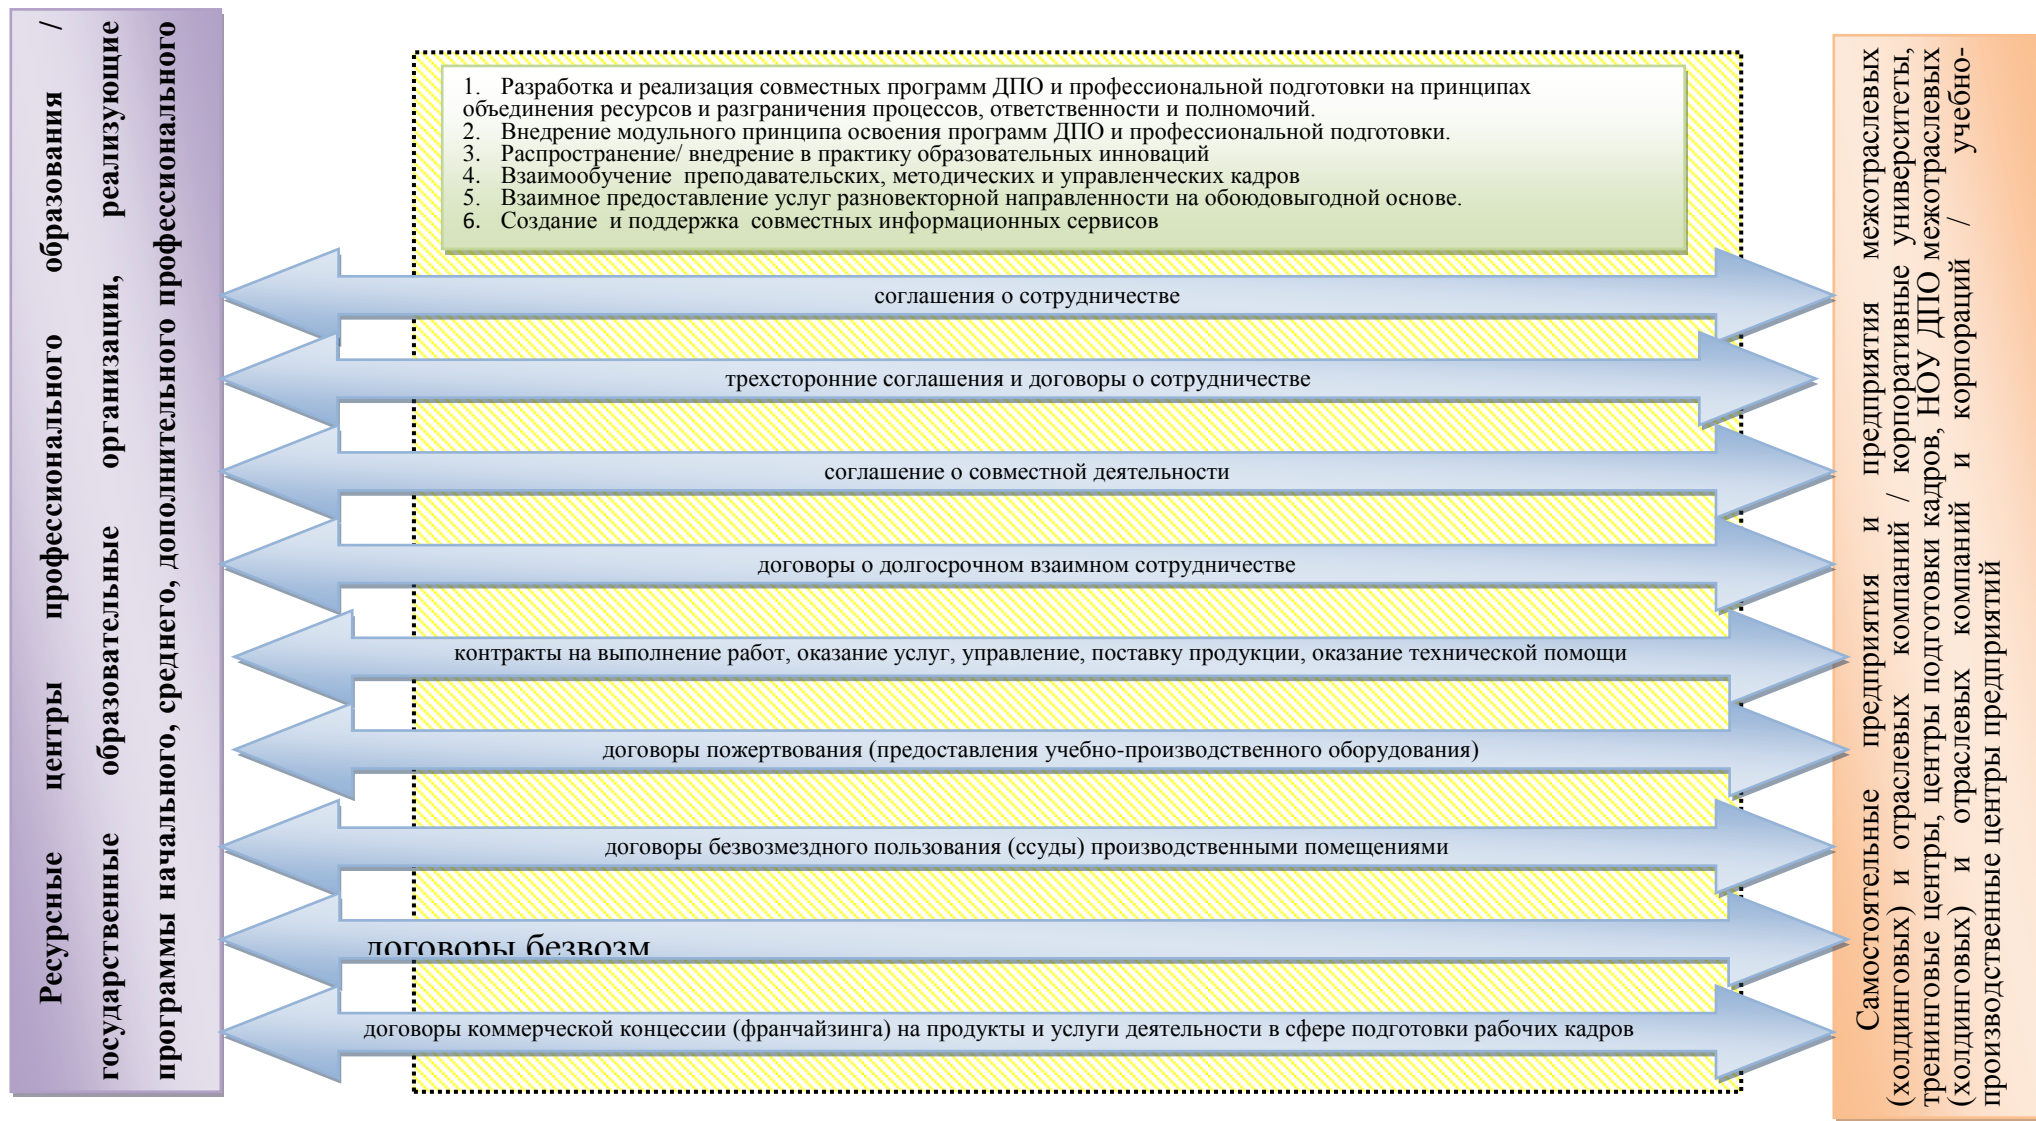 Ресурсные центры профессионального образования /
государственные образовательные организации, реализующие
программы начального, среднего, дополнительного профессионального
1. Разработка и реализация совместных программ ДПО и профессиональной подготовки на принципах
объединения ресурсов и разграничения процессов, ответственности и полномочий.
2. Внедрение модульного принципа освоения программ ДПО и профессиональной подготовки.
3. Распространение/ внедрение в практику образовательных инноваций
4. Взаимообучение преподавательских, методических и управленческих кадров
5. Взаимное предоставление услуг разновекторной направленности на обоюдовыгодной основе.
6. Создание и поддержка совместных информационных сервисов
соглашения о сотрудничестве
трехсторонние соглашения и договоры о сотрудничестве
соглашение о совместной деятельности
договоры о долгосрочном взаимном сотрудничестве
контракты на выполнение работ, оказание услуг, управление, поставку продукции, оказание технической помощи
договоры пожертвования (предоставления учебно-производственного оборудования)
договоры безвозмездного пользования (ссуды) производственными помещениями
договоры безвозм
договоры коммерческой концессии (франчайзинга) на продукты и услуги деятельности в сфере подготовки рабочих кадров
Самостоятельные предприятия и предприятия межотраслевых
(холдинговых) и отраслевых компаний / корпоративные университеты,
тренинговые центры, центры подготовки кадров, НОУ ДПО межотраслевых
(холдинговых) и отраслевых компаний и корпораций / учебно-
производственные центры предприятий